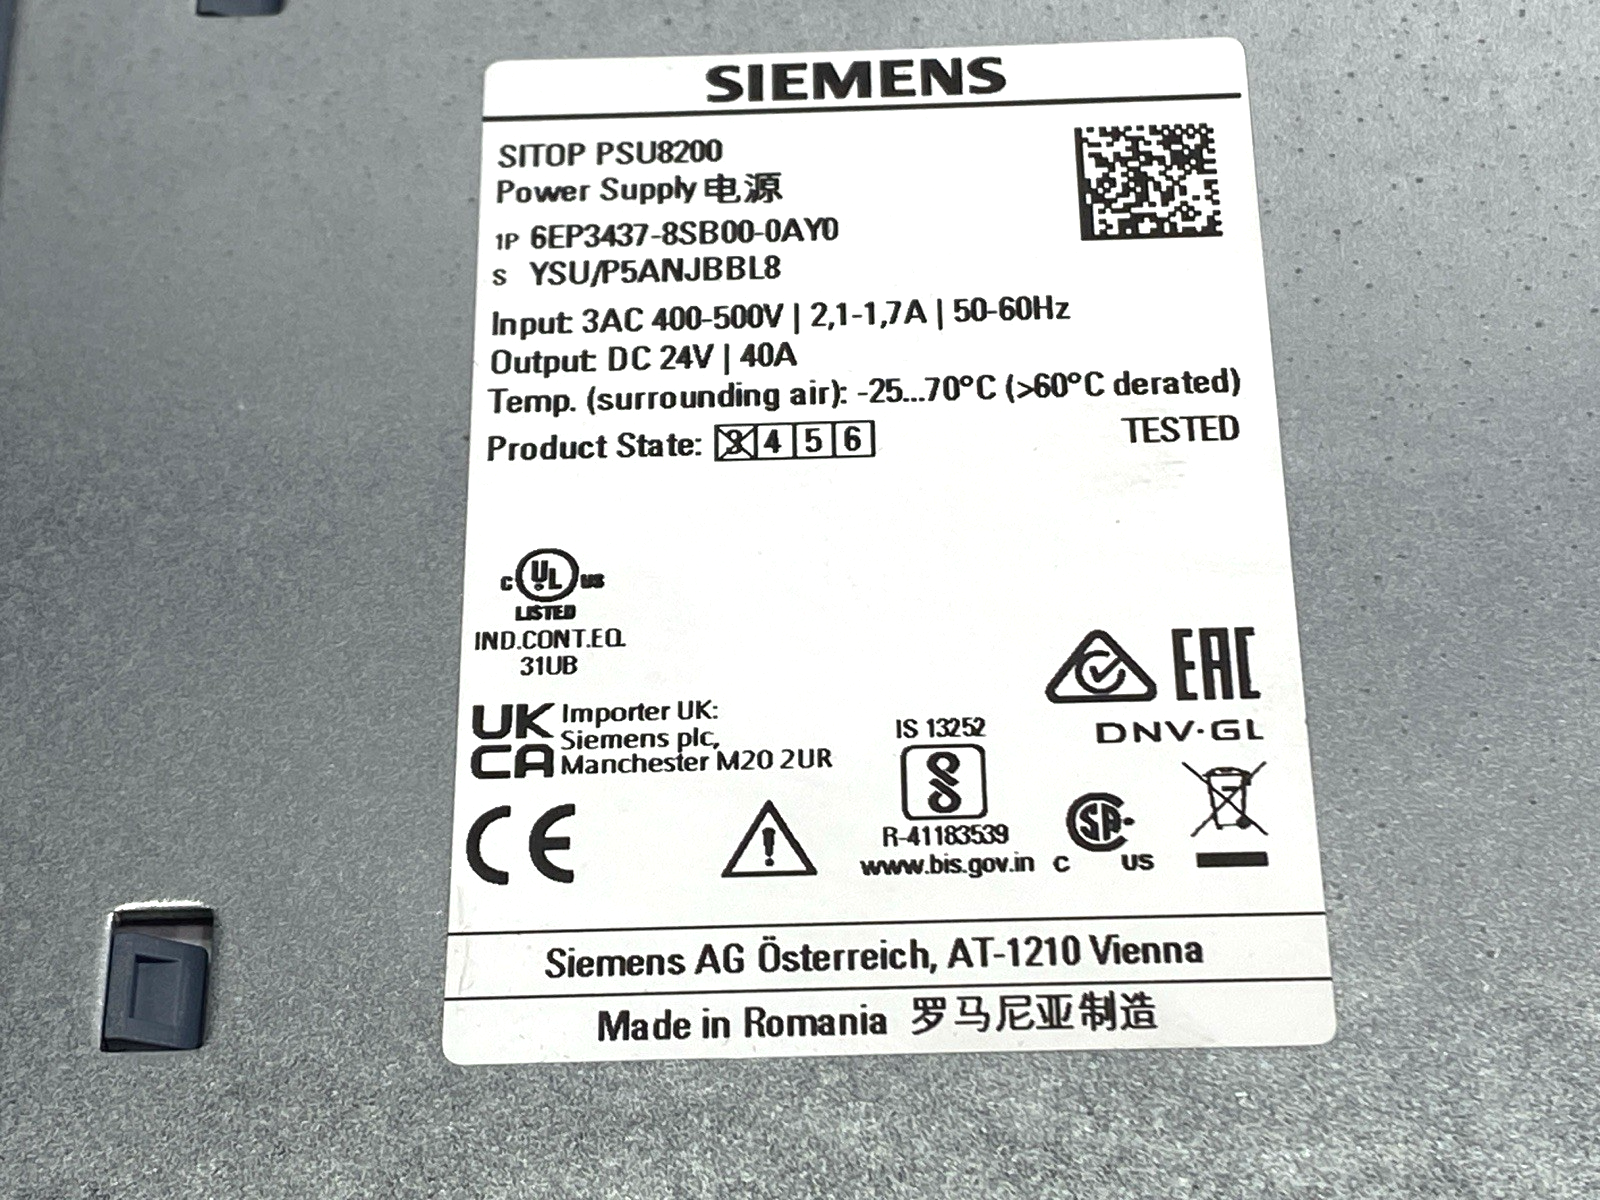 SIEMENS
SITOP PSU8200
Power Supply 电源
1P 6EP3437-8SB00-0AY0
S YSU/P5ANJBBL8
Input: 3AC 400-500V | 2,1-1,7A | 50-60Hz
Output: DC 24V | 40A
Temp. (surrounding air): -25...70°C (>60°C derated)
Product State: 3 4 5 6 TESTED
C UL US
LISTED
IND.CONT.EQ.
31UB
UK CA
Importer UK:
Siemens plc,
Manchester M20 2UR
CE
IS 13252
R-41183539
www.bis.gov.in
EAC
DNV·GL
C SA US
Siemens AG Österreich, AT-1210 Vienna
Made in Romania 罗马尼亚制造